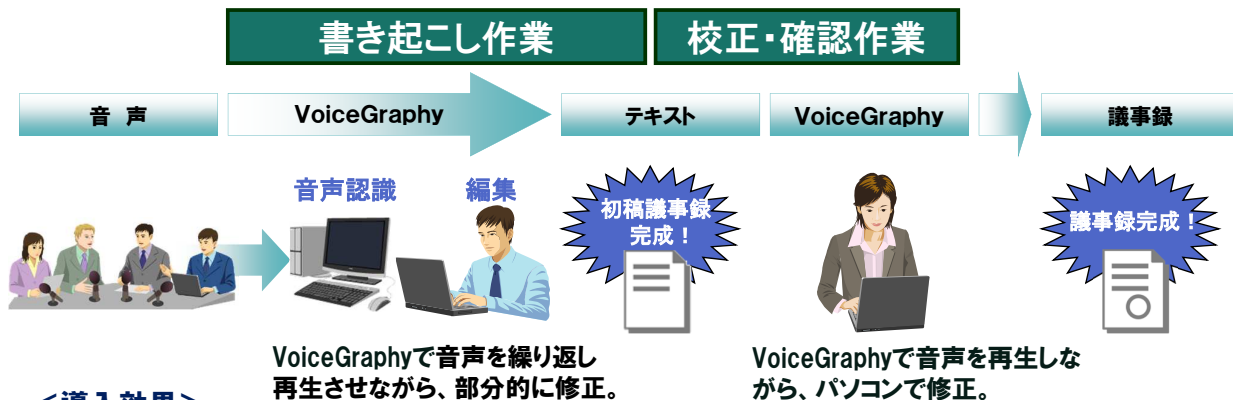 書き起こし作業
校正・確認作業
音 声
VoiceGraphy
テキスト
VoiceGraphy
議事録
音声認識
編集
初稿議事録
完成！
議事録完成！
VoiceGraphyで音声を繰り返し
再生させながら、部分的に修正。
VoiceGraphyで音声を再生しな
がら、パソコンで修正。
＜導入効果＞